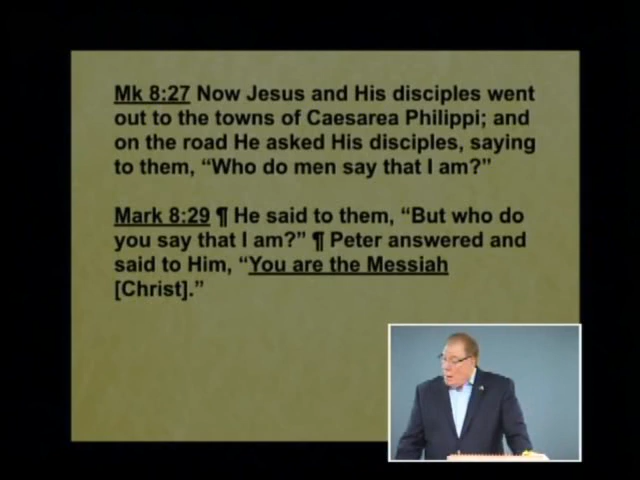 Mk 8:27 Now Jesus and His disciples went
out to the towns of Caesarea Philippi; and
on the road He asked His disciples, saying
to them, “Who do men say that I am?”
Mark 8:29 ¶ He said to them, “But who do
you say that I am?” ¶ Peter answered and
said to Him, “You are the Messiah
[Christ].”